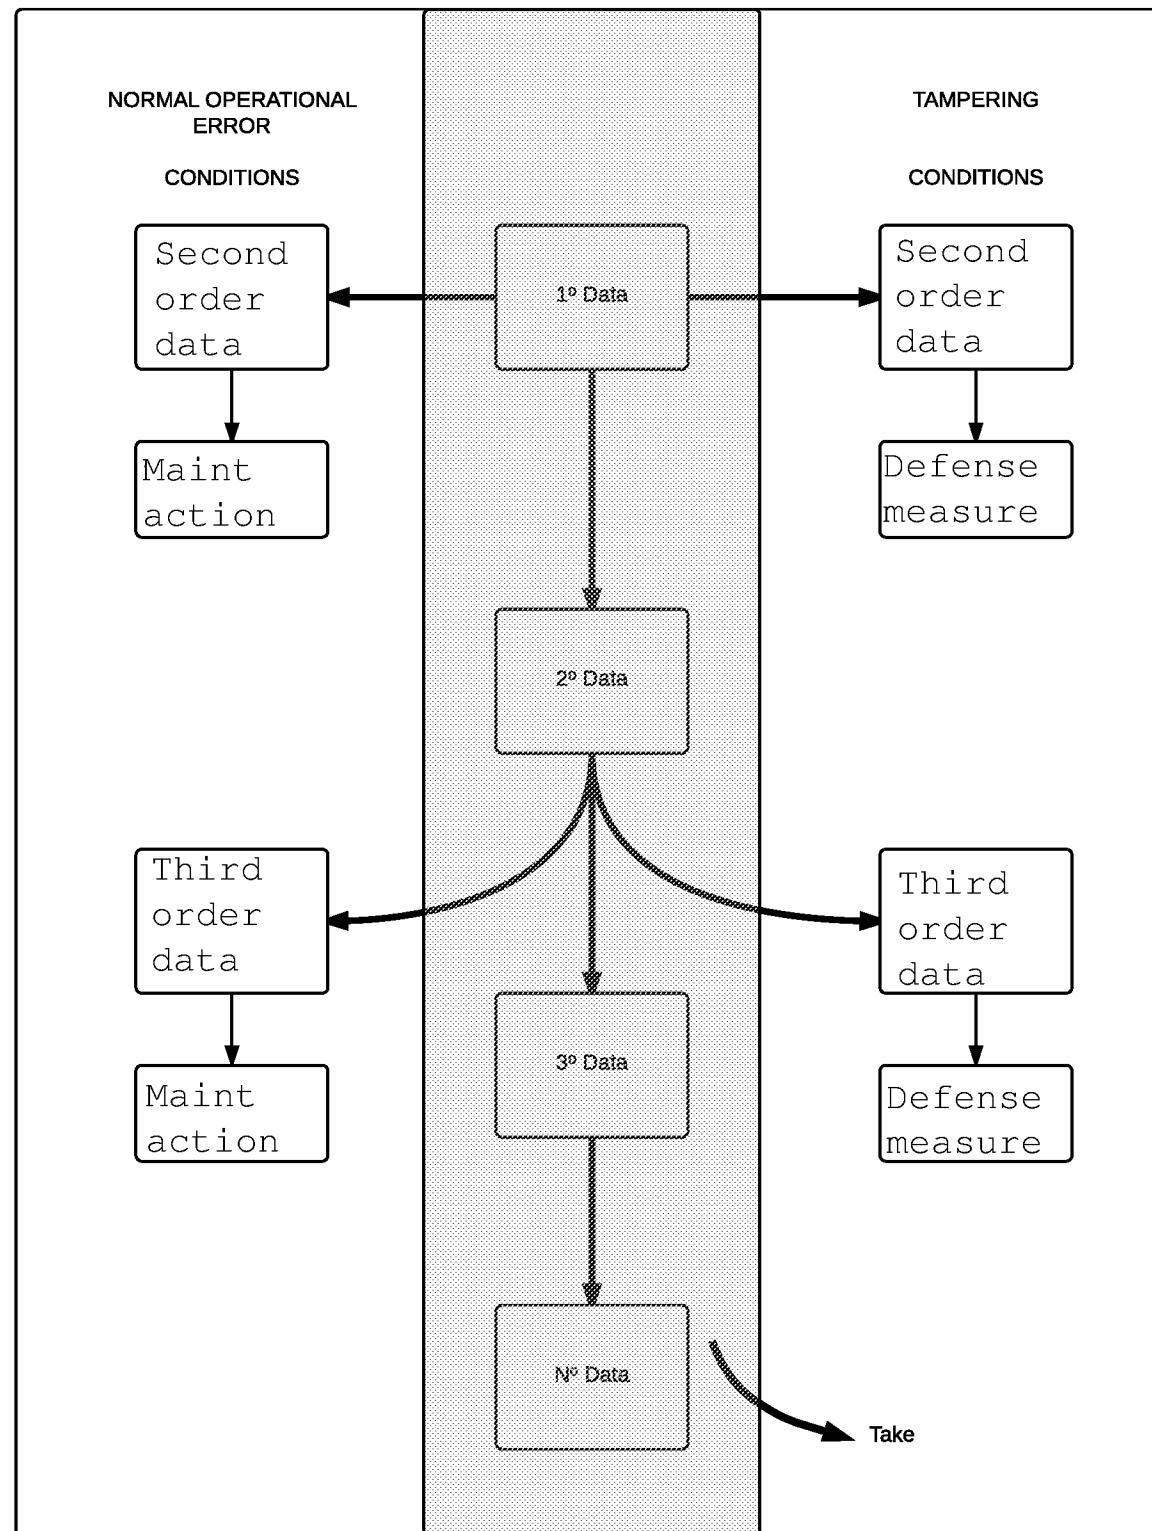 NORMAL OPERATIONAL
ERROR
CONDITIONS
TAMPERING
CONDITIONS
Second
order
data
1º Data
Second
order
data
Maint
action
Defense
measure
2º Data
Third
order
data
Third
order
data
3º Data
Maint
action
Defense
measure
Nº Data
Take